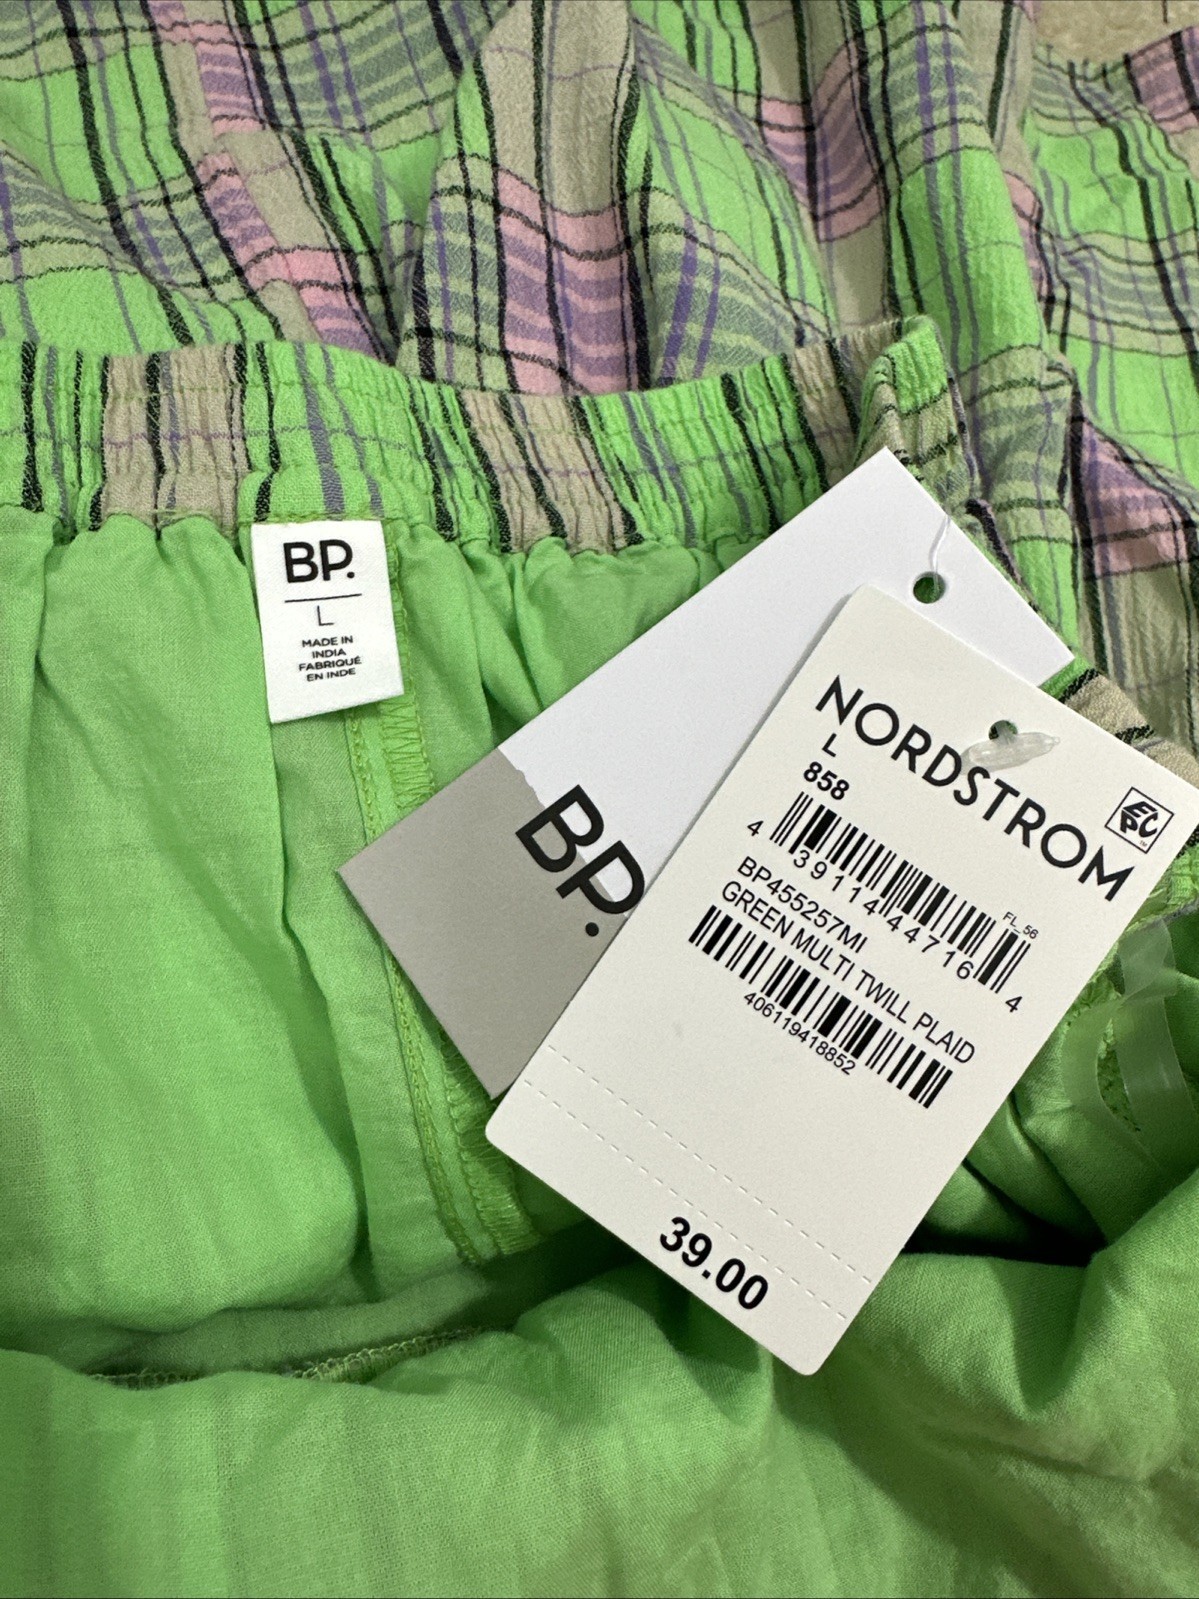 BP.
L
MADE IN
INDIA
FABRIQUÉ
EN INDE
BP.
NORDSTROM
L
858
EPC
FL_56
4 39114 44716 4
BP455257MI
GREEN MULTI TWILL PLAID
406119418852
39.00